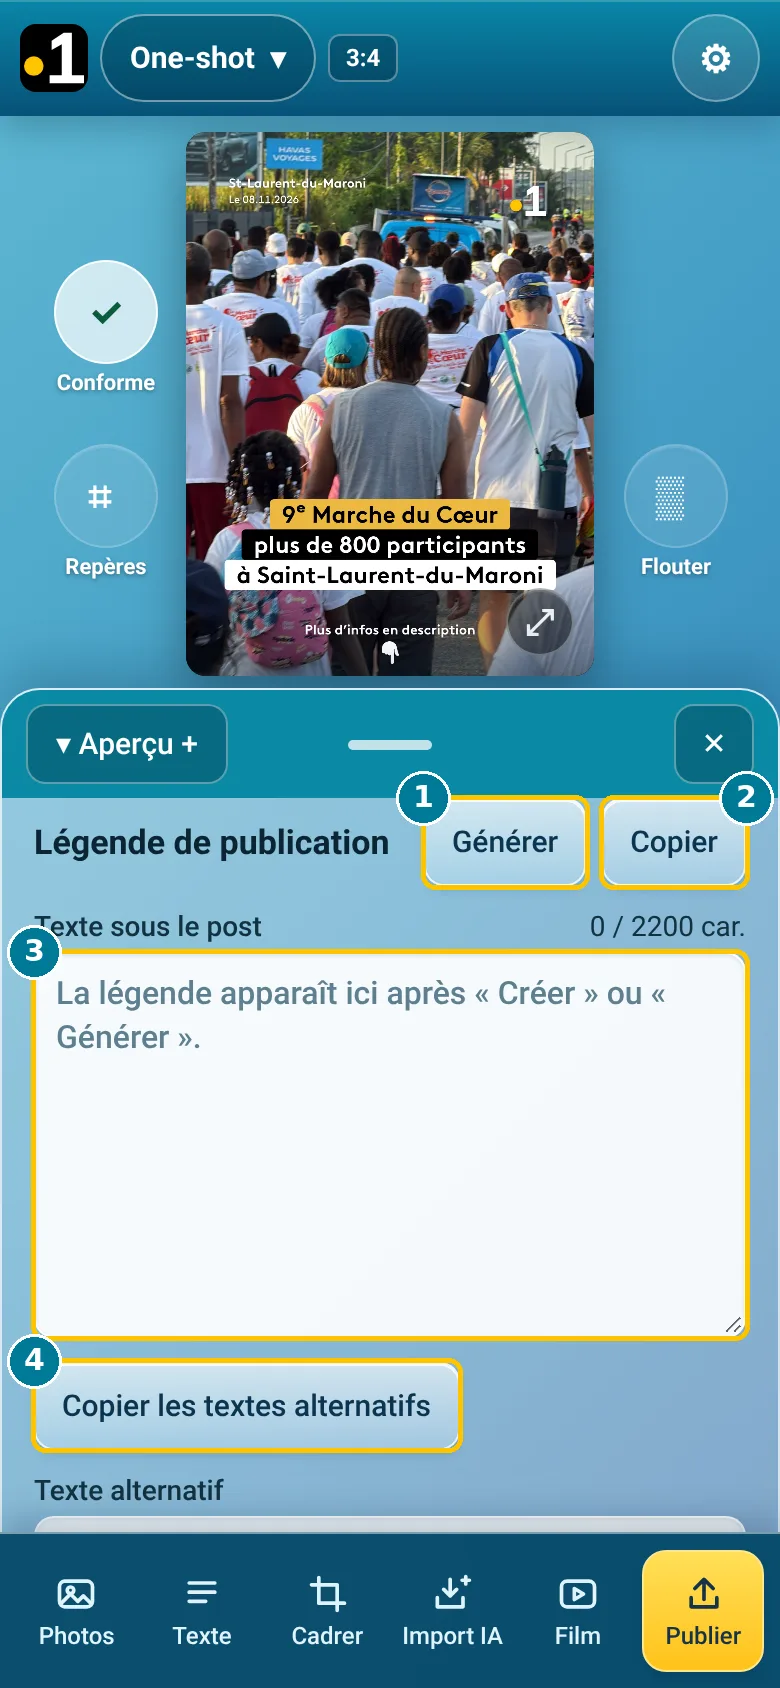 1
One-shot ▼
3:4
HAVAS
VOYAGES
St-Laurent-du-Maroni
Le 08.11.2026
1
Conforme
Repères
Flouter
9e Marche du Cœur
plus de 800 participants
à Saint-Laurent-du-Maroni
Plus d'infos en description
▾ Aperçu +
✕
1
2
Légende de publication
Générer
Copier
Texte sous le post
0 / 2200 car.
3
La légende apparaît ici après « Créer » ou «
Générer ».
4
Copier les textes alternatifs
Texte alternatif
Photos
Texte
Cadrer
Import IA
Film
Publier